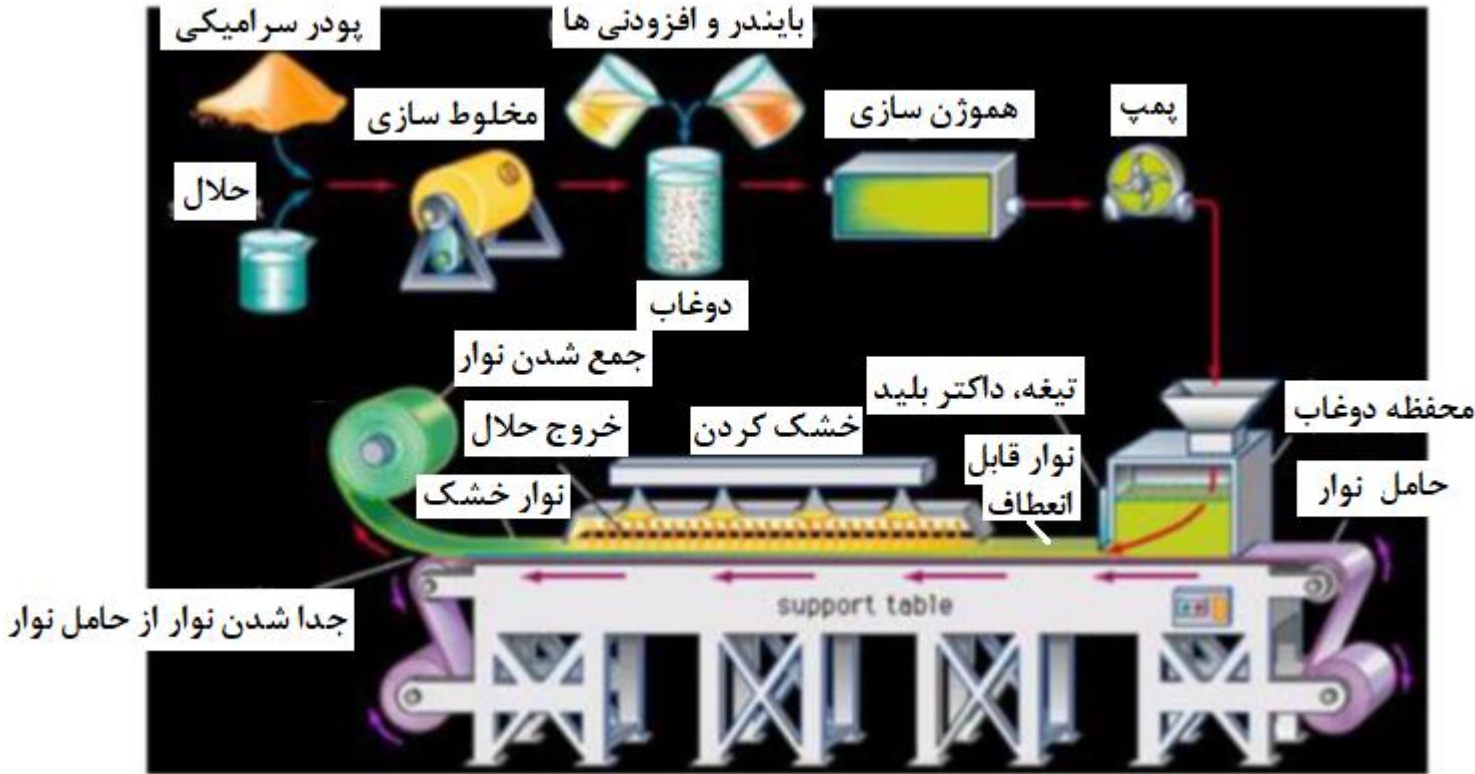 پودر سرامیکی
بایندر و افزودنی ها
مخلوط سازی
هموژن سازی
پمپ
حلال
دوغاب
جمع شدن نوار
تیغه، داکتر بلید
محفظه دوغاب
خروج حلال
خشک کردن
نوار قابل
انعطاف
حامل نوار
نوار خشک
support table
جدا شدن نوار از حامل نوار